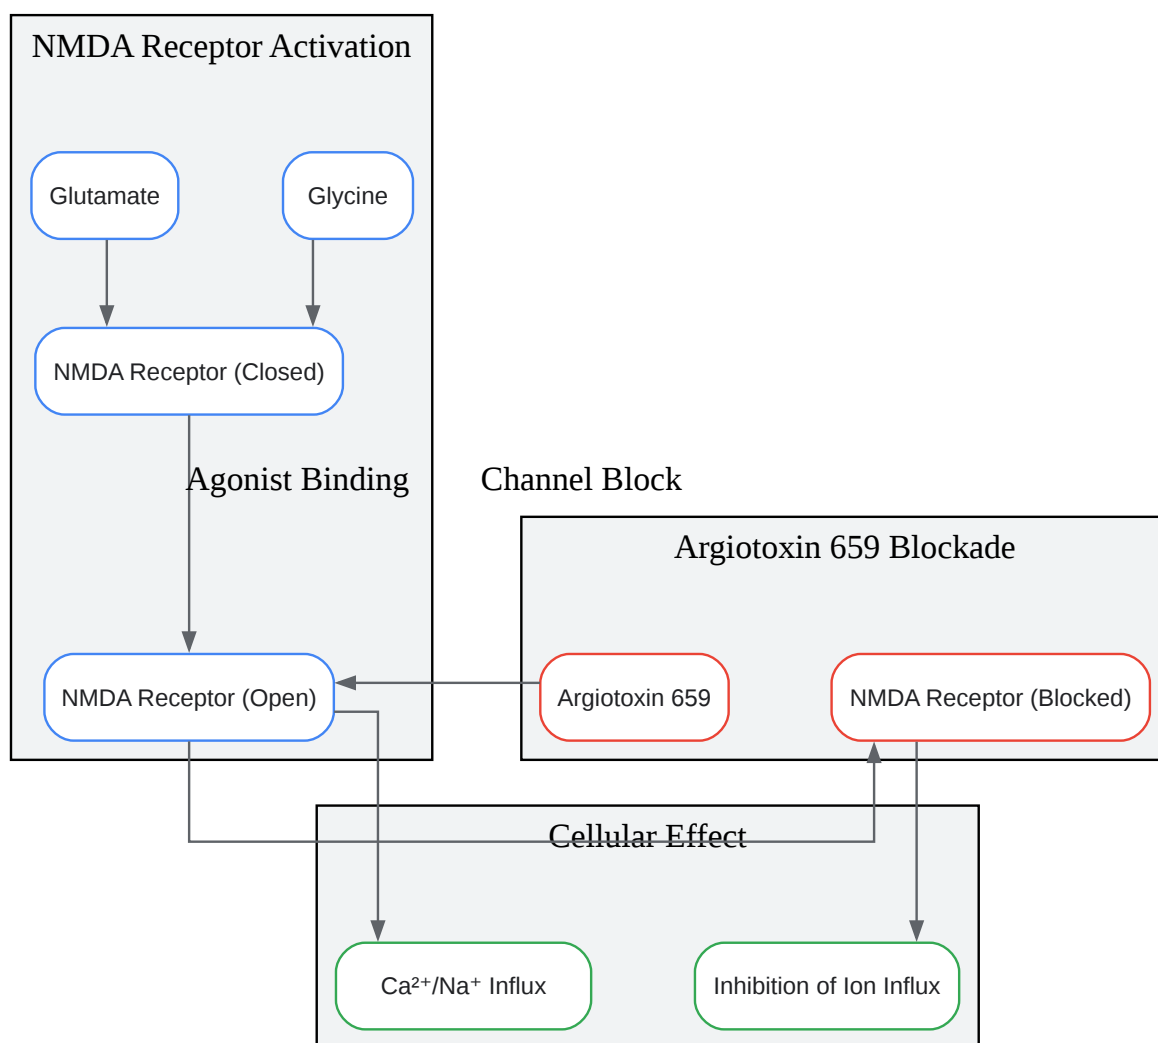 NMDA Receptor Activation
Glutamate
Glycine
NMDA Receptor (Closed)
Agonist Binding
Channel Block
Argiotoxin 659 Blockade
NMDA Receptor (Open)
Argiotoxin 659
NMDA Receptor (Blocked)
Cellular Effect
Ca²⁺/Na⁺ Influx
Inhibition of Ion Influx